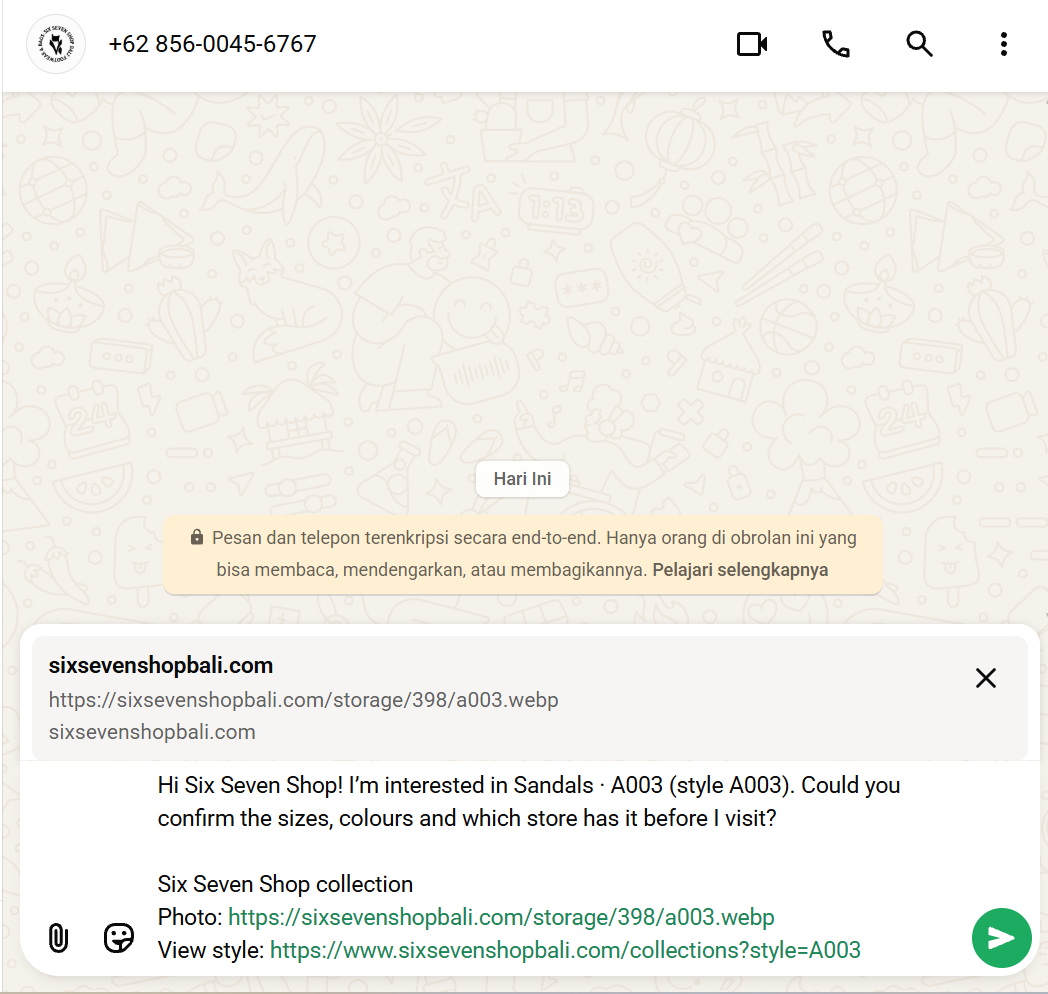 +62 856-0045-6767
Hari Ini
Pesan dan telepon terenkripsi secara end-to-end. Hanya orang di obrolan ini yang
bisa membaca, mendengarkan, atau membagikannya. Pelajari selengkapnya
sixsevenshopbali.com
https://sixsevenshopbali.com/storage/398/a003.webp
sixsevenshopbali.com
Hi Six Seven Shop! I’m interested in Sandals · A003 (style A003). Could you
confirm the sizes, colours and which store has it before I visit?
Six Seven Shop collection
Photo: https://sixsevenshopbali.com/storage/398/a003.webp
View style: https://www.sixsevenshopbali.com/collections?style=A003